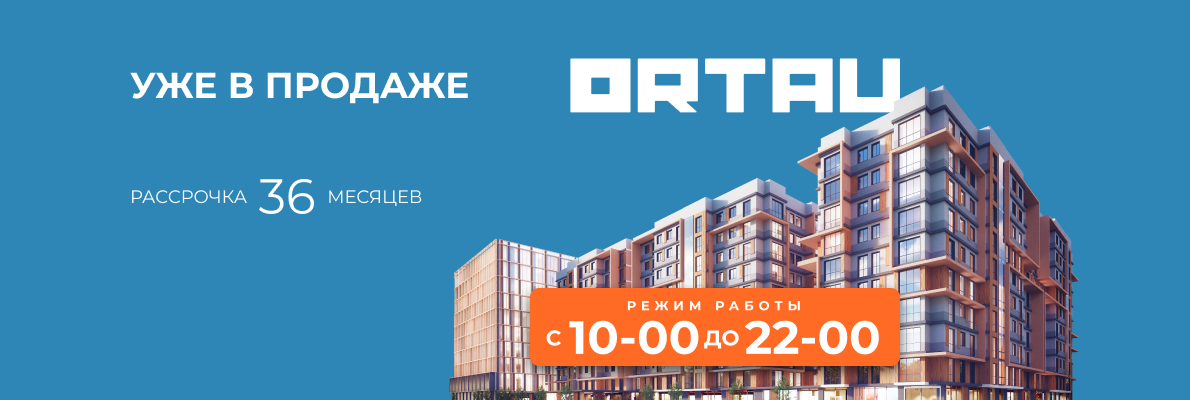 УЖЕ В ПРОДАЖЕ
ORTAU
РАССРОЧКА 36 МЕСЯЦЕВ
РЕЖИМ РАБОТЫ
С 10-00 ДО 22-00